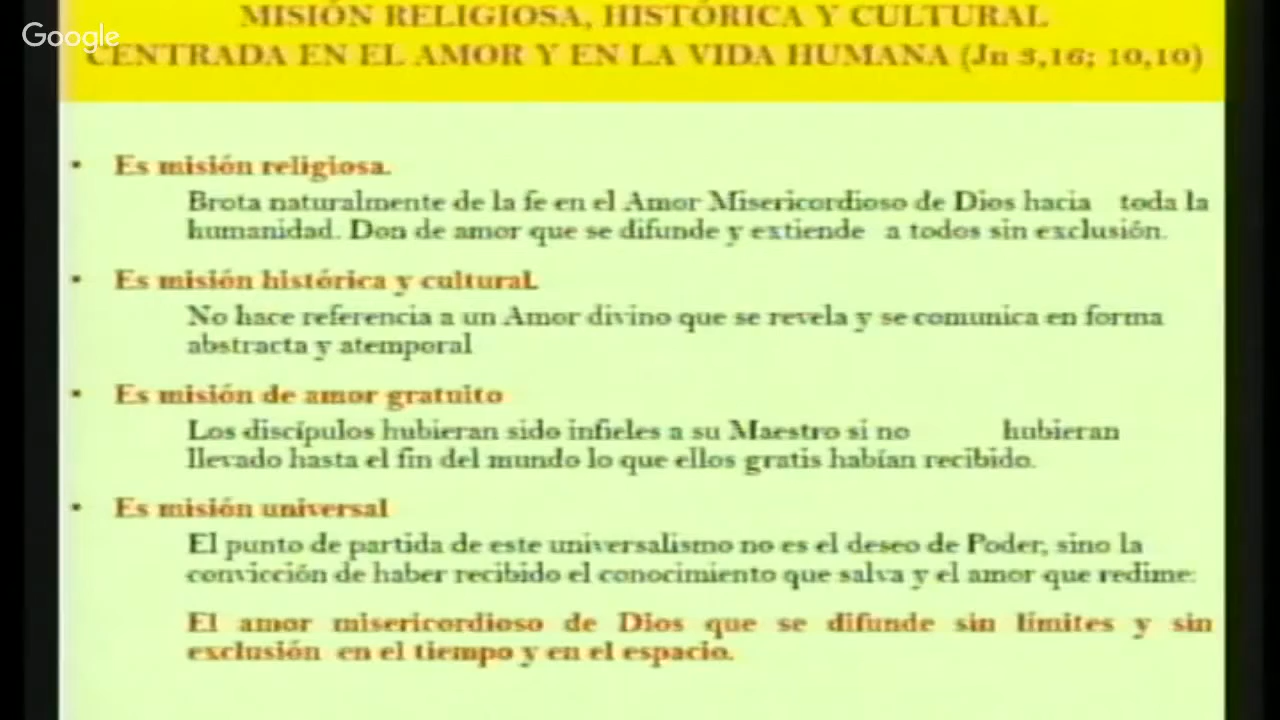 MISIÓN RELIGIOSA, HISTÓRICA Y CULTURAL
Google
CENTRADA EN EL AMOR Y EN LA VIDA HUMANA (Jn 3,16; 10,10)
• Es misión religiosa.
Brota naturalmente de la fe en el Amor Misericordioso de Dios hacia toda la
humanidad. Don de amor que se difunde y extiende a todos sin exclusión.
• Es misión histórica y cultural.
No hace referencia a un Amor divino que se revela y se comunica en forma
abstracta y atemporal
• Es misión de amor gratuito
Los discípulos hubieran sido infieles a su Maestro si no hubieran
llevado hasta el fin del mundo lo que ellos gratis habían recibido.
• Es misión universal
El punto de partida de este universalismo no es el deseo de Poder, sino la
convicción de haber recibido el conocimiento que salva y el amor que redime:
El amor misericordioso de Dios que se difunde sin límites y sin
exclusión en el tiempo y en el espacio.